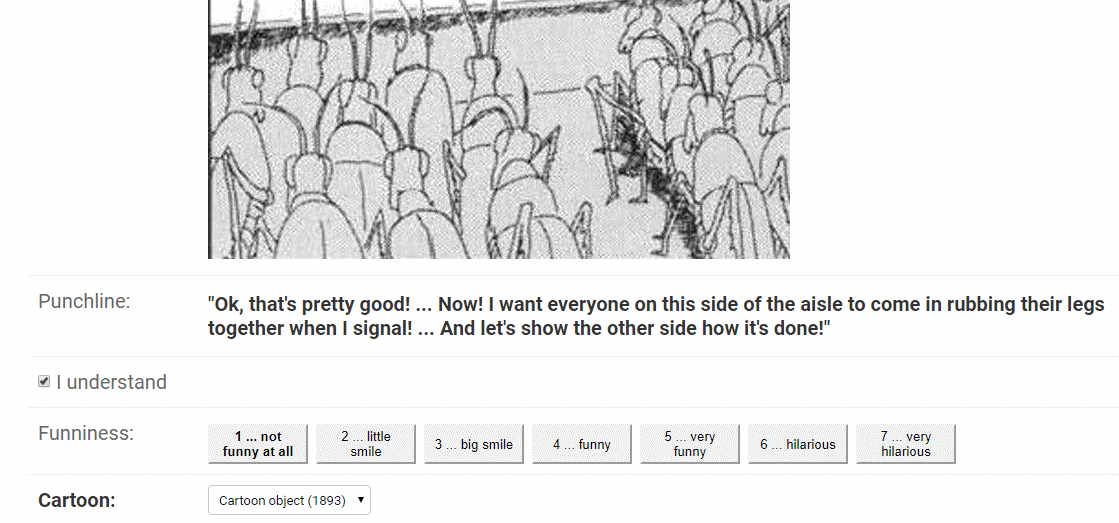 Punchline:
"Ok, that's pretty good! ... Now! I want everyone on this side of the aisle to come in rubbing their legs
together when I signal! ... And let's show the other side how it's done!"
I understand
Funniness:
1 ... not
funny at all
2 ... little
smile
3 ... big smile
4 ... funny
5 ... very
funny
6 ... hilarious
7 ... very
hilarious
Cartoon:
Cartoon object (1893)